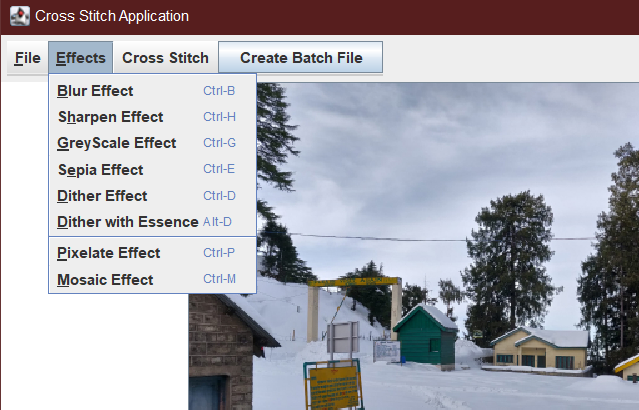 Cross Stitch Application
File Effects Cross Stitch Create Batch File
Blur Effect Ctrl-B
Sharpen Effect Ctrl-H
GreyScale Effect Ctrl-G
Sepia Effect Ctrl-E
Dither Effect Ctrl-D
Dither with Essence Alt-D
Pixelate Effect Ctrl-P
Mosaic Effect Ctrl-M